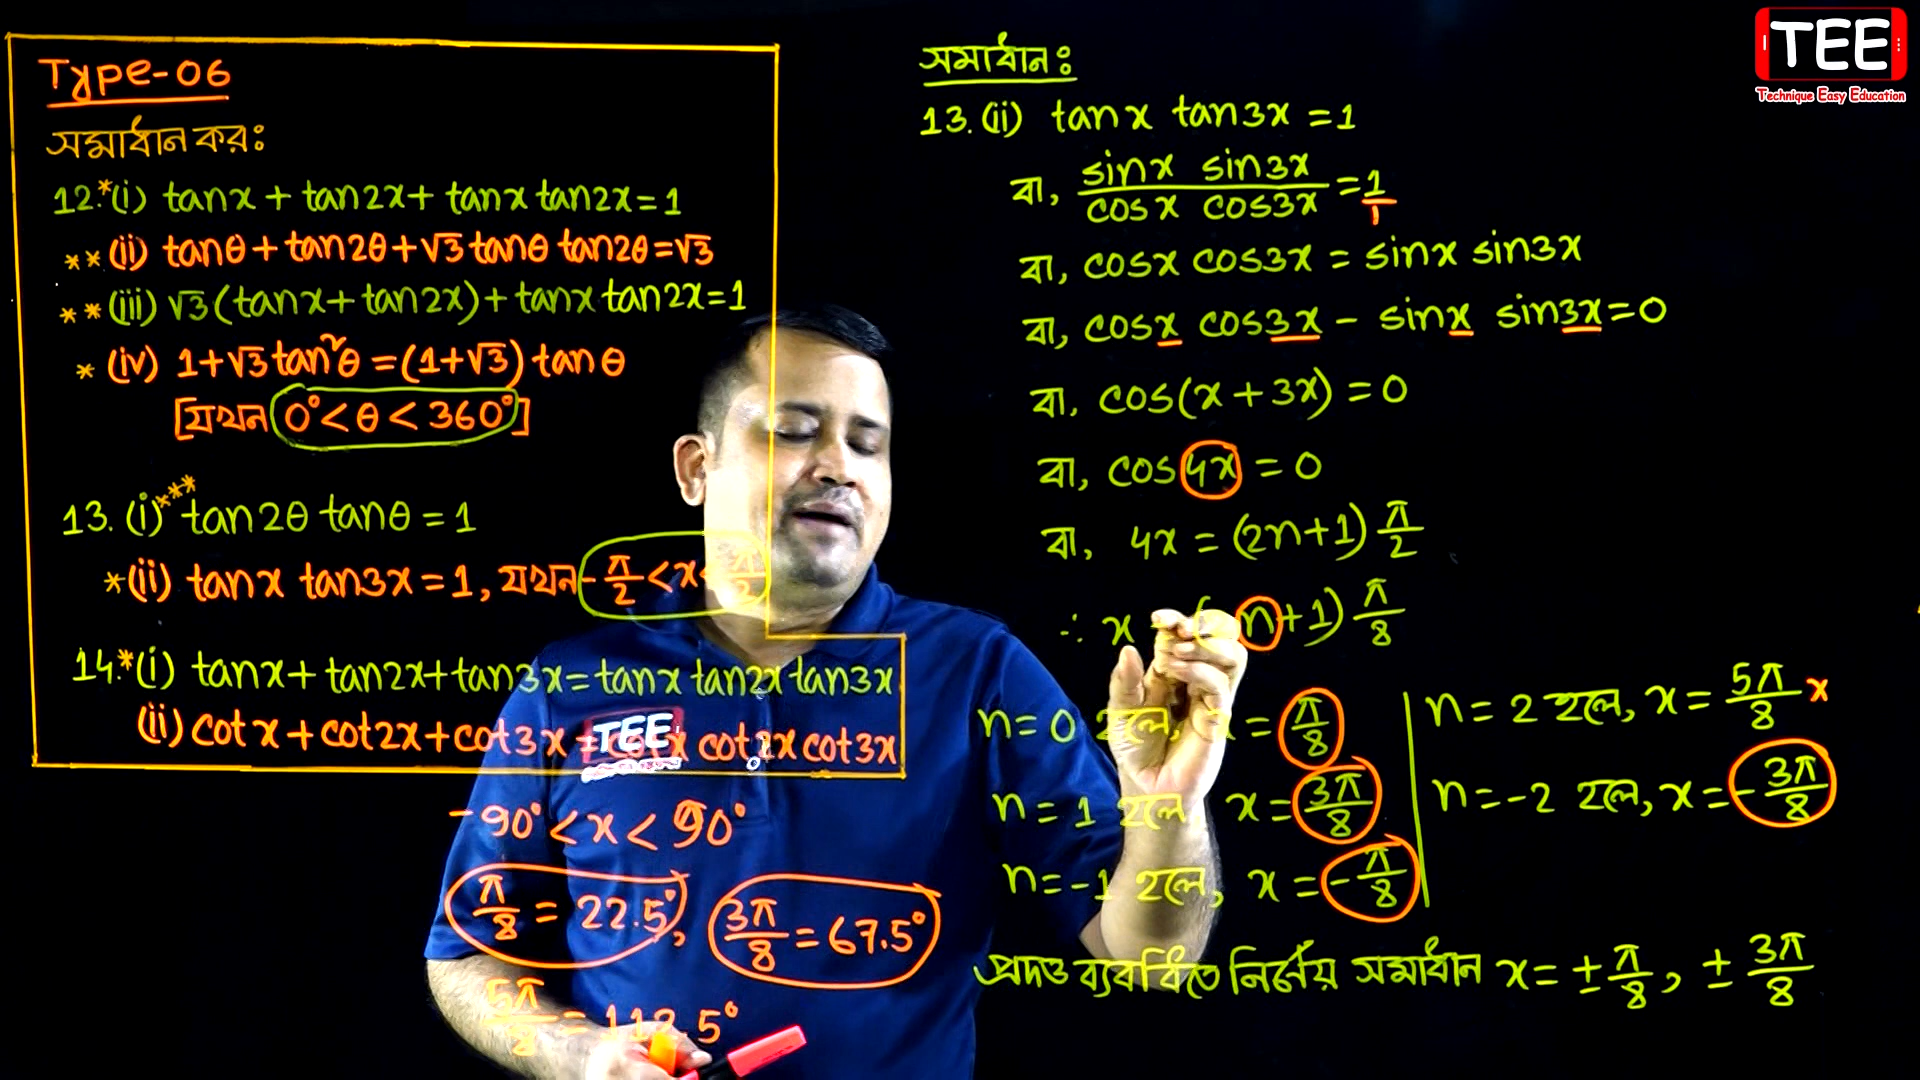 Type-06
সমাধান কর:
12.*(i) tanx + tan2x + tanx tan2x = 1
** (ii) tanθ + tan2θ + √3 tanθ tan2θ = √3
** (iii) √3 (tanx + tan2x) + tanx tan2x = 1
* (iv) 1 + √3 tan²θ = (1+√3) tanθ
[যখন 0° < θ < 360°]
13. (i)*** tan2θ tanθ = 1
*(ii) tanx tan3x = 1, যখন -π/2 < x < π/2
14.*(i) tanx + tan2x + tan3x = tanx tan2x tan3x
(ii) cotx + cot2x + cot3x = cotx cot2x cot3x
-90° < x < 90°
π/8 = 22.5°, 3π/8 = 67.5°
5π/8 = 112.5°
সমাধান:
13. (ii) tanx tan3x = 1
বা, sinx sin3x / cosx cos3x = 1/1
বা, cosx cos3x = sinx sin3x
বা, cosx cos3x - sinx sin3x = 0
বা, cos(x + 3x) = 0
বা, cos4x = 0
বা, 4x = (2n+1) π/2
∴ x = (n+1) π/8
n = 0 হলে, x = π/8
n = 1 হলে, x = 3π/8
n = -1 হলে, x = -π/8
n = 2 হলে, x = 5π/8 x
n = -2 হলে, x = -3π/8
প্রদত্ত ব্যবধিতে নির্ণেয় সমাধান x = ± π/8, ± 3π/8
TEE
Technique Easy Education
TEE